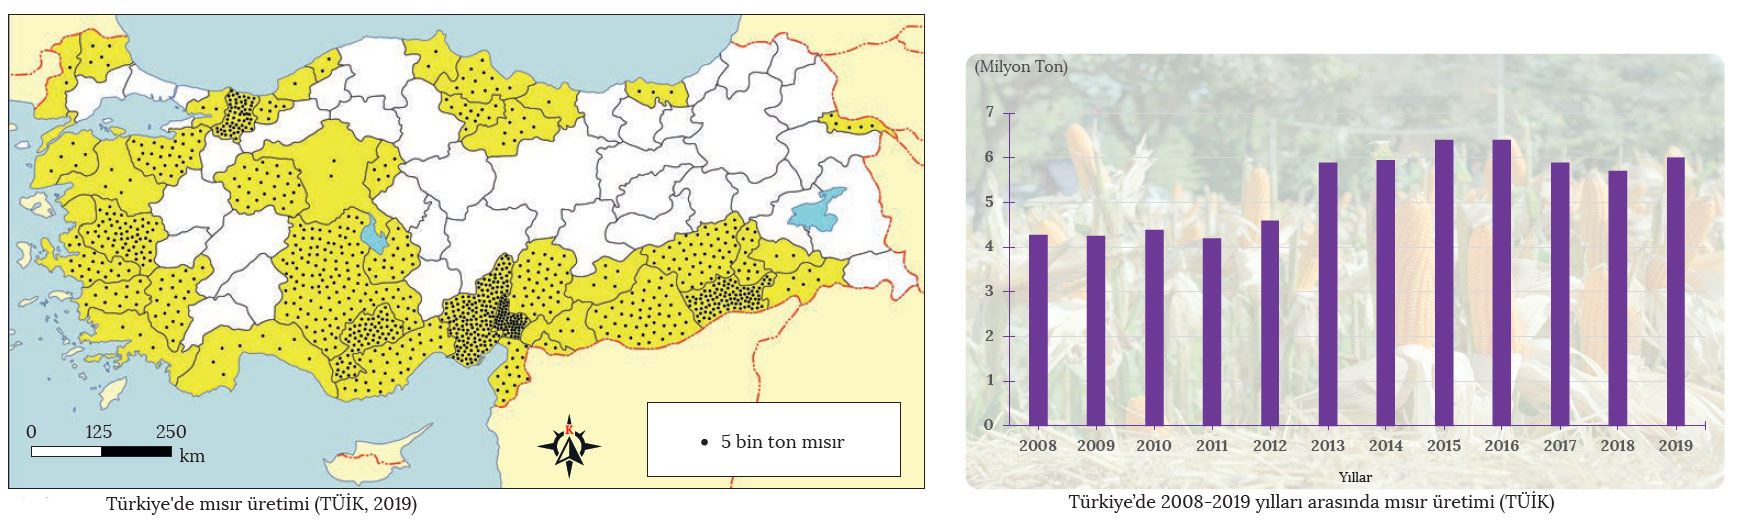 K
0 125 250
km
5 bin ton mısır
Türkiye'de mısır üretimi (TÜİK, 2019)
(Milyon Ton)
7
6
5
4
3
2
1
0
2008 2009 2010 2011 2012 2013 2014 2015 2016 2017 2018 2019
Yıllar
Türkiye’de 2008-2019 yılları arasında mısır üretimi (TÜİK)